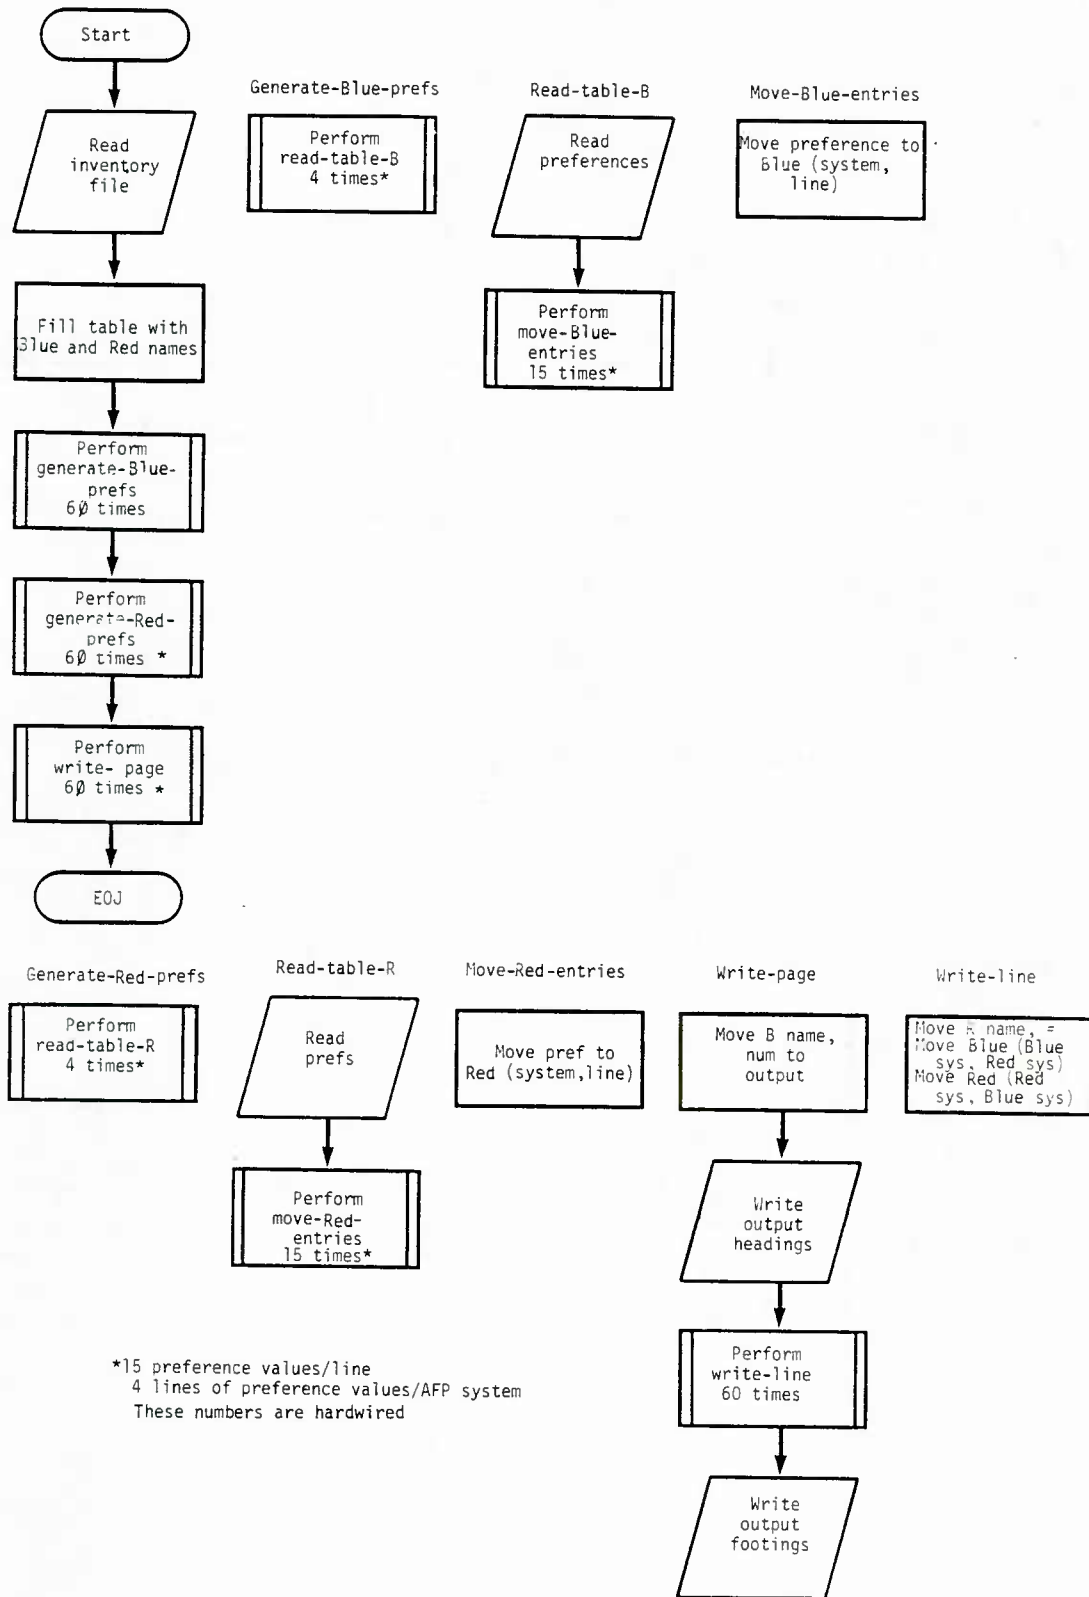 Start
Read
inventory
file
Fill table with
Blue and Red names
Perform
generate-Blue-
prefs
6Ø times
Perform
generate-Red-
prefs
6Ø times *
Perform
write- page
6Ø times *
EOJ
Generate-Blue-prefs
Perform
read-table-B
4 times*
Read-table-B
Read
preferences
Perform
move-Blue-
entries
15 times*
Move-Blue-entries
Move preference to
Blue (system,
line)
Generate-Red-prefs
Perform
read-table-R
4 times*
Read-table-R
Read
prefs
Perform
move-Red-
entries
15 times*
Move-Red-entries
Move pref to
Red (system,line)
Write-page
Move B name,
num to
output
Write
output
headings
Perform
write-line
60 times
Write
output
footings
Write-line
Move R name, =
Move Blue (Blue
sys, Red sys)
Move Red (Red
sys, Blue sys)
*15 preference values/line
4 lines of preference values/AFP system
These numbers are hardwired